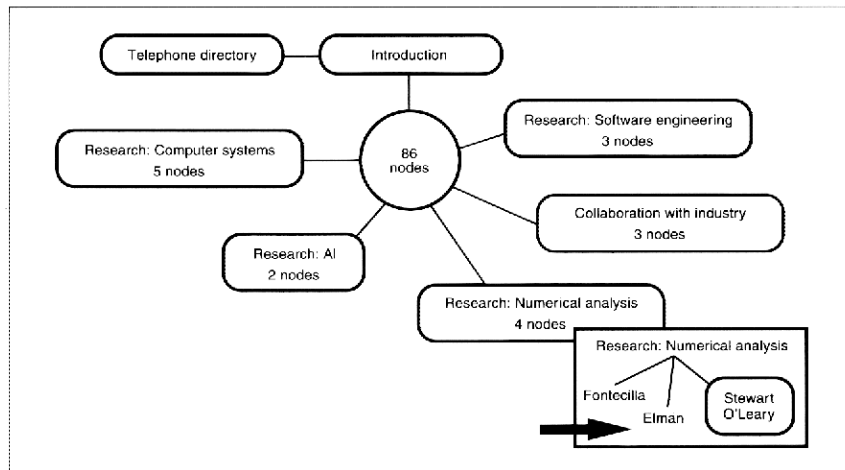 Telephone directory
Introduction
Research: Software engineering
3 nodes
Research: Computer systems
5 nodes
86
nodes
Collaboration with industry
3 nodes
Research: AI
2 nodes
Research: Numerical analysis
4 nodes
Research: Numerical analysis
Fontecilla
Elman
Stewart
O'Leary